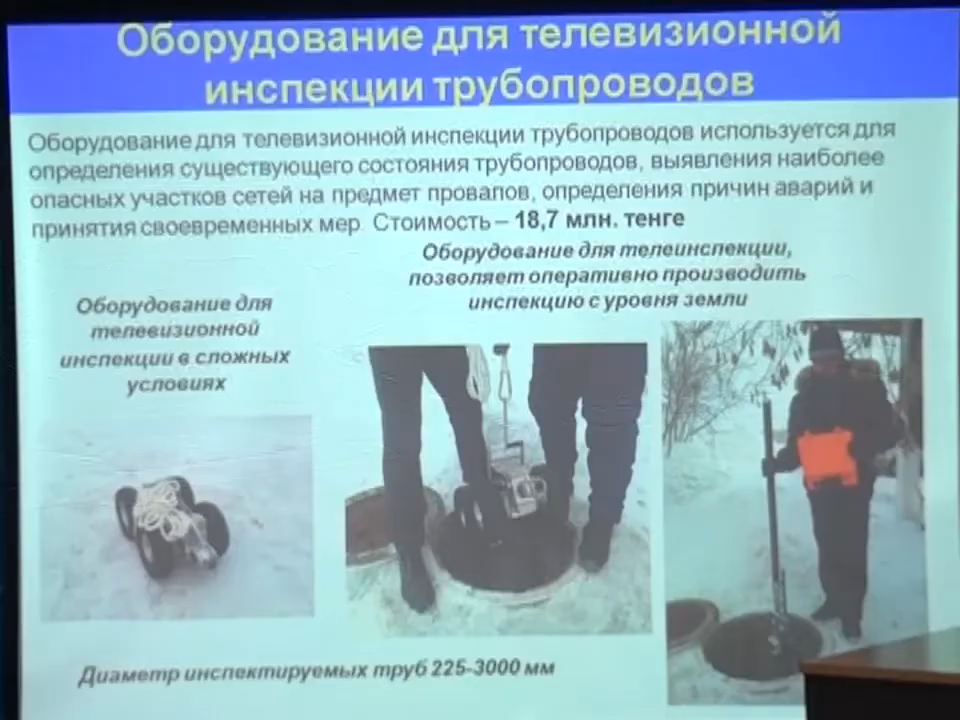 Оборудование для телевизионной
инспекции трубопроводов
Оборудование для телевизионной инспекции трубопроводов используется для
определения существующего состояния трубопроводов, выявления наиболее
опасных участков сетей на предмет провалов, определения причин аварий и
принятия своевременных мер. Стоимость – 18,7 млн. тенге
Оборудование для телеинспекции,
позволяет оперативно производить
инспекцию с уровня земли
Оборудование для
телевизионной
инспекции в сложных
условиях
Диаметр инспектируемых труб 225-3000 мм